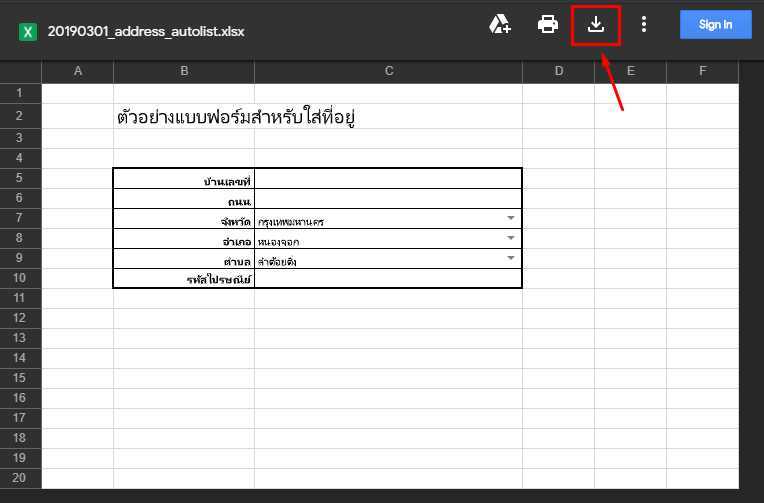 X 20190301_address_autolist.xlsx Sign In
A B C D E F
1
2 ตัวอย่างแบบฟอร์มสำหรับใส่ที่อยู่
3
4
5 บ้านเลขที่
6 ถนน
7 จังหวัด กรุงเทพมหานคร
8 อำเภอ หนองจอก
9 ตำบล ลำต้อยติ่ง
10 รหัสไปรษณีย์
11
12
13
14
15
16
17
18
19
20